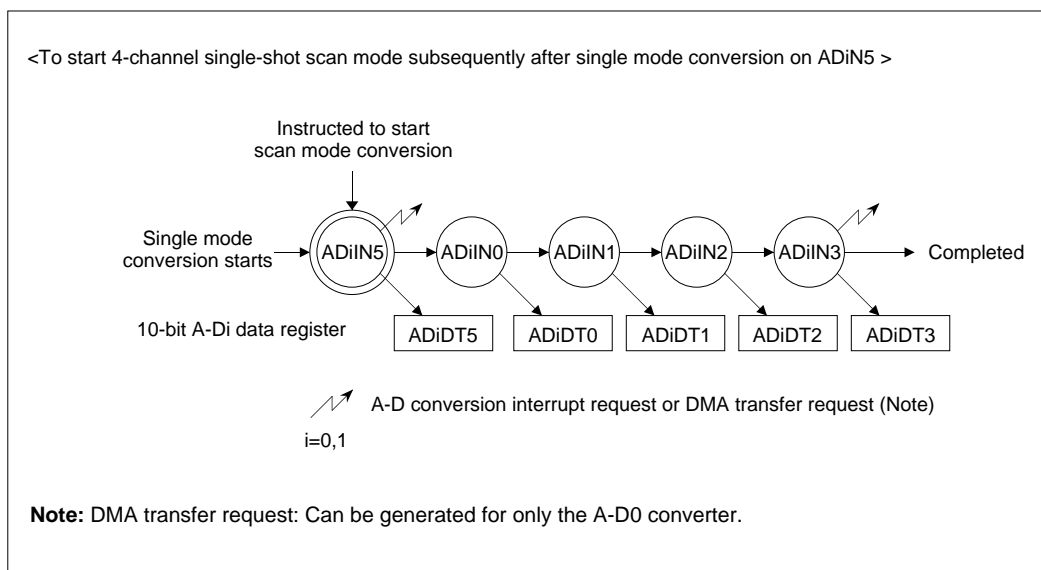 <To start 4-channel single-shot scan mode subsequently after single mode conversion on ADiN5 >
Instructed to start
scan mode conversion
Single mode
conversion starts
ADiIN5
ADiIN0
ADiIN1
ADiIN2
ADiIN3
Completed
10-bit A-Di data register
ADiDT5
ADiDT0
ADiDT1
ADiDT2
ADiDT3
A-D conversion interrupt request or DMA transfer request (Note)
i=0,1
Note: DMA transfer request: Can be generated for only the A-D0 converter.